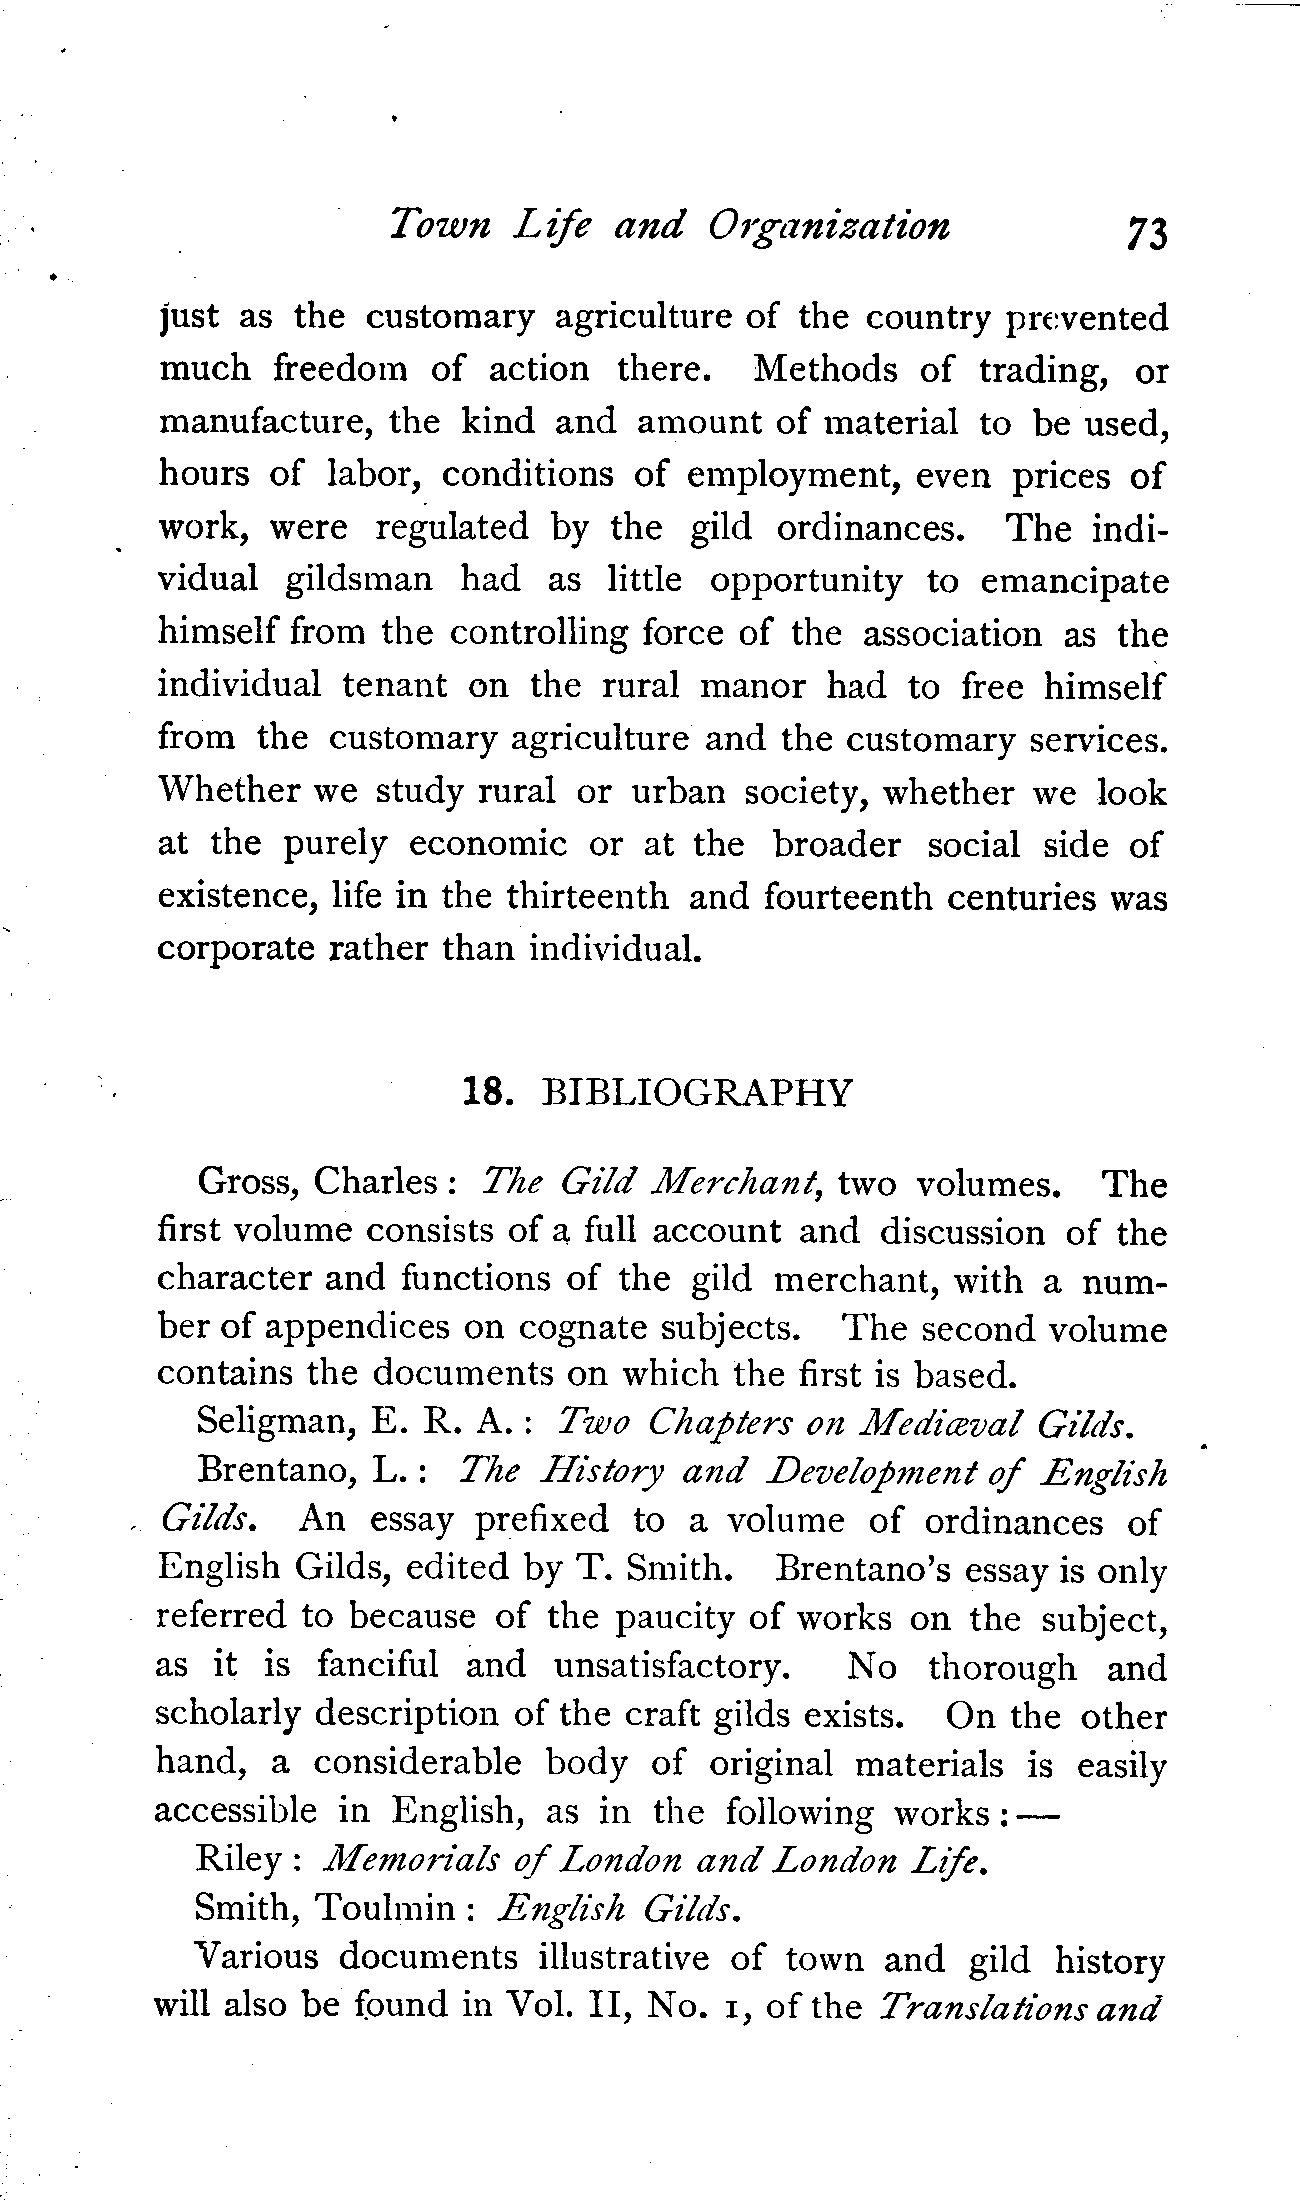 Town Life and Organization 73
just as the customary agriculture of the country prevented
much freedom of action there. Methods of trading, or
manufacture, the kind and amount of material to be used,
hours of labor, conditions of employment, even prices of
work, were regulated by the gild ordinances. The indi-
vidual gildsman had as little opportunity to emancipate
himself from the controlling force of the association as the
individual tenant on the rural manor had to free himself
from the customary agriculture and the customary services.
Whether we study rural or urban society, whether we look
at the purely economic or at the broader social side of
existence, life in the thirteenth and fourteenth centuries was
corporate rather than individual.
18. BIBLIOGRAPHY
Gross, Charles : The Gild Merchant, two volumes. The
first volume consists of a full account and discussion of the
character and functions of the gild merchant, with a num-
ber of appendices on cognate subjects. The second volume
contains the documents on which the first is based.
Seligman, E. R. A. : Two Chapters on Mediæval Gilds.
Brentano, L. : The History and Development of English
Gilds. An essay prefixed to a volume of ordinances of
English Gilds, edited by T. Smith. Brentano's essay is only
referred to because of the paucity of works on the subject,
as it is fanciful and unsatisfactory. No thorough and
scholarly description of the craft gilds exists. On the other
hand, a considerable body of original materials is easily
accessible in English, as in the following works : —
Riley : Memorials of London and London Life.
Smith, Toulmin : English Gilds.
Various documents illustrative of town and gild history
will also be found in Vol. II, No. 1, of the Translations and